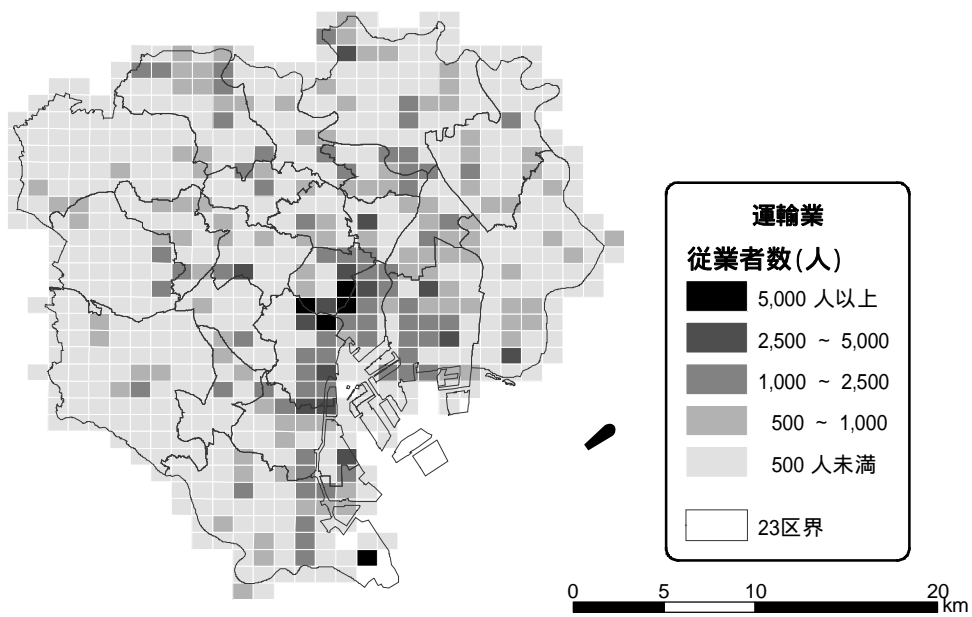 運輸業
従業者数(人)
5,000 人以上
2,500 ~ 5,000
1,000 ~ 2,500
500 ~ 1,000
500 人未満
23区界
0 5 10 20
km